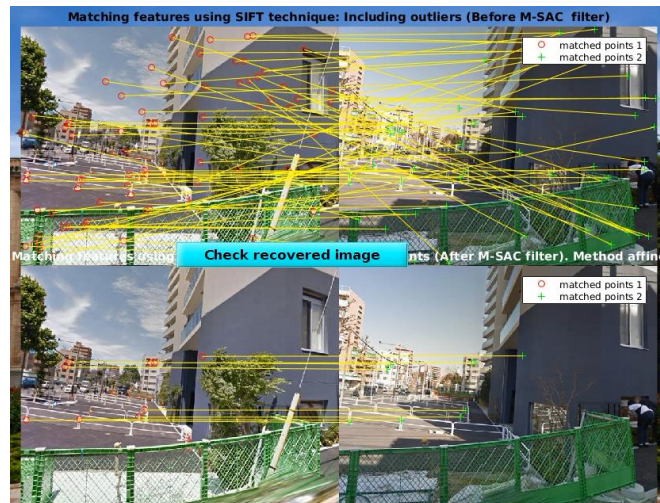 Matching features using SIFT technique: Including outliers (Before M-SAC filter)
matched points 1
matched points 2
Matching features using
Check recovered image
nts (After M-SAC filter). Method affine
matched points 1
matched points 2